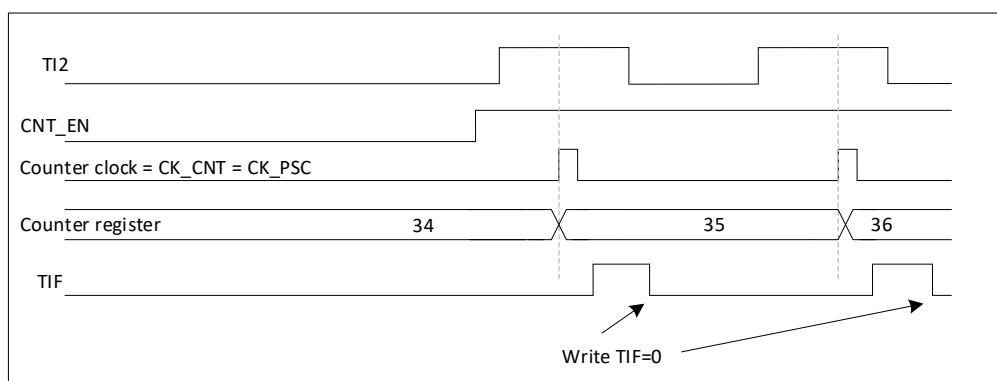 TI2
CNT_EN
Counter clock = CK_CNT = CK_PSC
Counter register 34 35 36
TIF
Write TIF=0